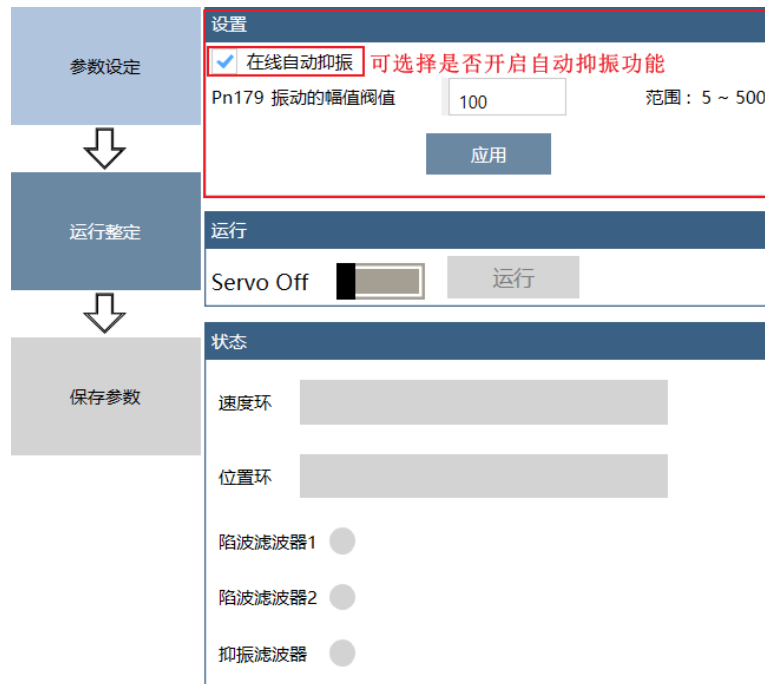 参数设定
运行整定
保存参数
设置
在线自动抑振 可选择是否开启自动抑振功能
Pn179 振动的幅值阀值 100 范围：5 ~ 500
应用
运行
Servo Off 运行
状态
速度环
位置环
陷波滤波器1
陷波滤波器2
抑振滤波器